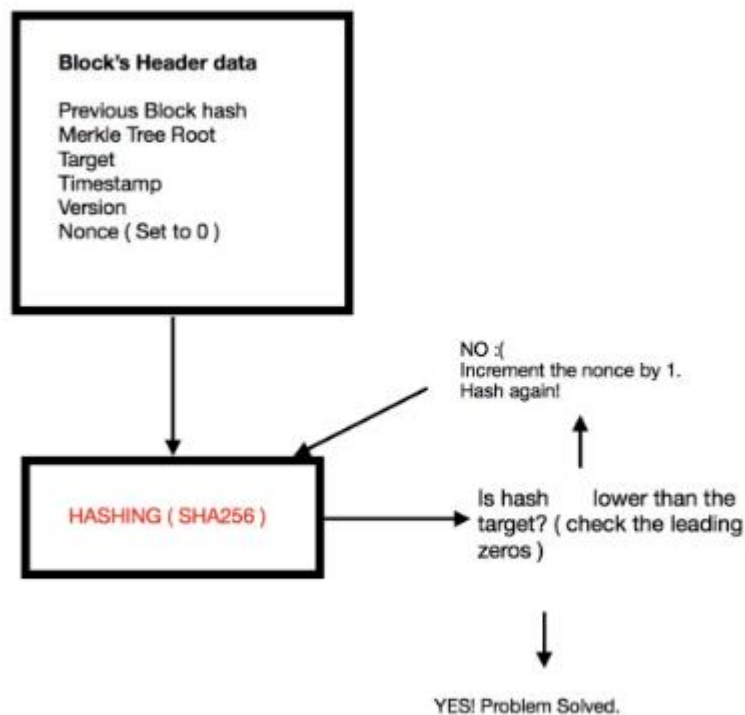 Block's Header data
Previous Block hash
Merkle Tree Root
Target
Timestamp
Version
Nonce ( Set to 0 )
NO :(
Increment the nonce by 1.
Hash again!
HASHING ( SHA256 )
Is hash lower than the
target? ( check the leading
zeros )
YES! Problem Solved.